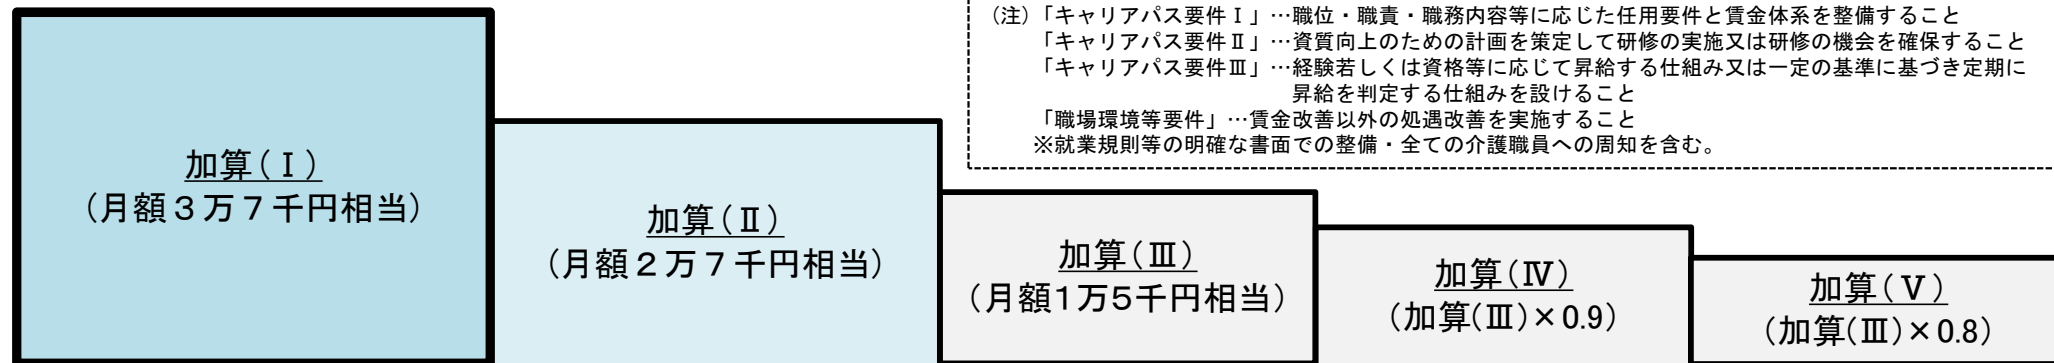 (注)「キャリアパス要件Ⅰ」…職位・職責・職務内容等に応じた任用要件と賃金体系を整備すること
「キャリアパス要件Ⅱ」…資質向上のための計画を策定して研修の実施又は研修の機会を確保すること
「キャリアパス要件Ⅲ」…経験若しくは資格等に応じて昇給する仕組み又は一定の基準に基づき定期に
昇給を判定する仕組みを設けること
「職場環境等要件」…賃金改善以外の処遇改善を実施すること
※就業規則等の明確な書面での整備・全ての介護職員への周知を含む。
加算(Ⅰ)
(月額3万7千円相当)
加算(Ⅱ)
(月額2万7千円相当)
加算(Ⅲ)
(月額1万5千円相当)
加算(Ⅳ)
(加算(Ⅲ)×0.9)
加算(Ⅴ)
(加算(Ⅲ)×0.8)